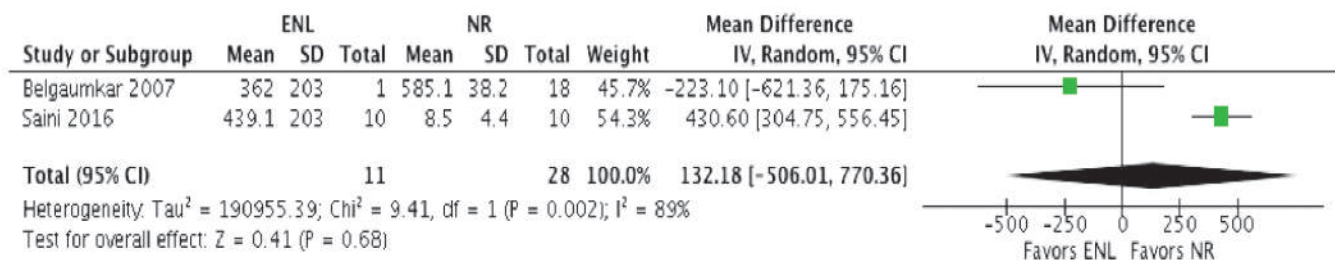 ENL NR Mean Difference Mean Difference
Study or Subgroup Mean SD Total Mean SD Total Weight IV, Random, 95% CI IV, Random, 95% CI
Belgaumkar 2007 362 203 1 585.1 38.2 18 45.7% -223.10 [-621.36, 175.16]
Saini 2016 439.1 203 10 8.5 4.4 10 54.3% 430.60 [304.75, 556.45]
Total (95% CI) 11 28 100.0% 132.18 [-506.01, 770.36]
Heterogeneity: Tau² = 190955.39; Chi² = 9.41, df = 1 (P = 0.002); I² = 89%
Test for overall effect: Z = 0.41 (P = 0.68)
-500 -250 0 250 500
Favors ENL Favors NR